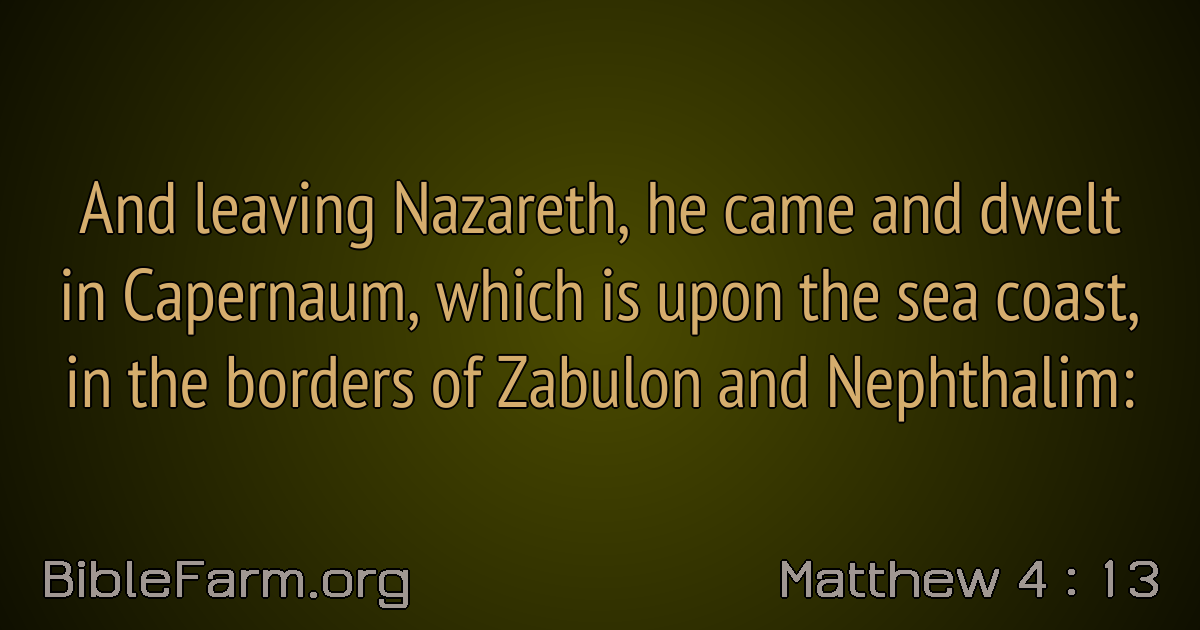 And leaving Nazareth, he came and dwelt
in Capernaum, which is upon the sea coast,
in the borders of Zabulon and Nephthalim:
BibleFarm.org
Matthew 4 : 13